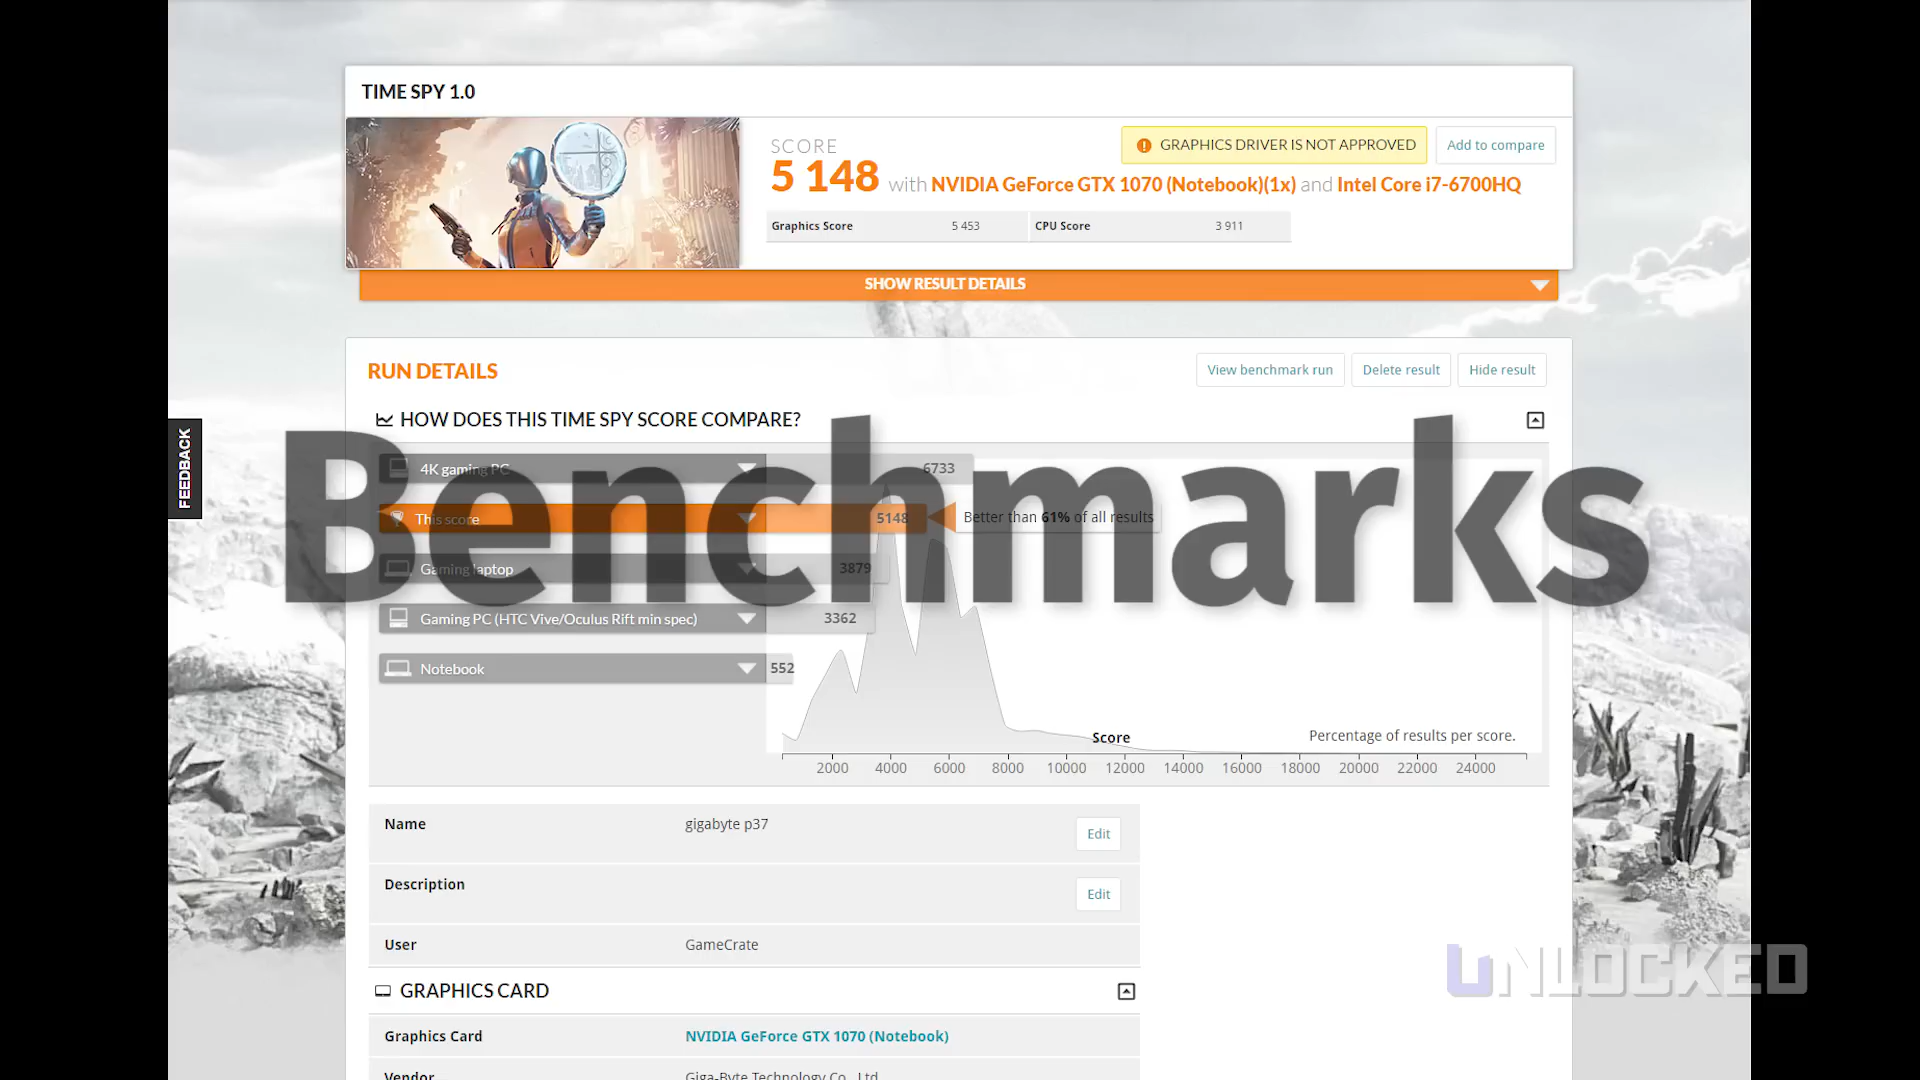 TIME SPY 1.0
SCORE
5 148 with NVIDIA GeForce GTX 1070 (Notebook)(1x) and Intel Core i7-6700HQ
GRAPHICS DRIVER IS NOT APPROVED
Add to compare
Graphics Score 5 453 CPU Score 3 911
SHOW RESULT DETAILS
RUN DETAILS
View benchmark run
Delete result
Hide result
HOW DOES THIS TIME SPY SCORE COMPARE?
FEEDBACK
Benchmarks
4K gaming PC 6733
This score 5148 Better than 61% of all results
Gaming laptop 3879
Gaming PC (HTC Vive/Oculus Rift min spec) 3362
Notebook 552
Score
Percentage of results per score.
2000 4000 6000 8000 10000 12000 14000 16000 18000 20000 22000 24000
Name gigabyte p37 Edit
Description Edit
User GameCrate
UNLOCKED
GRAPHICS CARD
Graphics Card NVIDIA GeForce GTX 1070 (Notebook)
Vendor Giga-Byte Technology Co., Ltd.